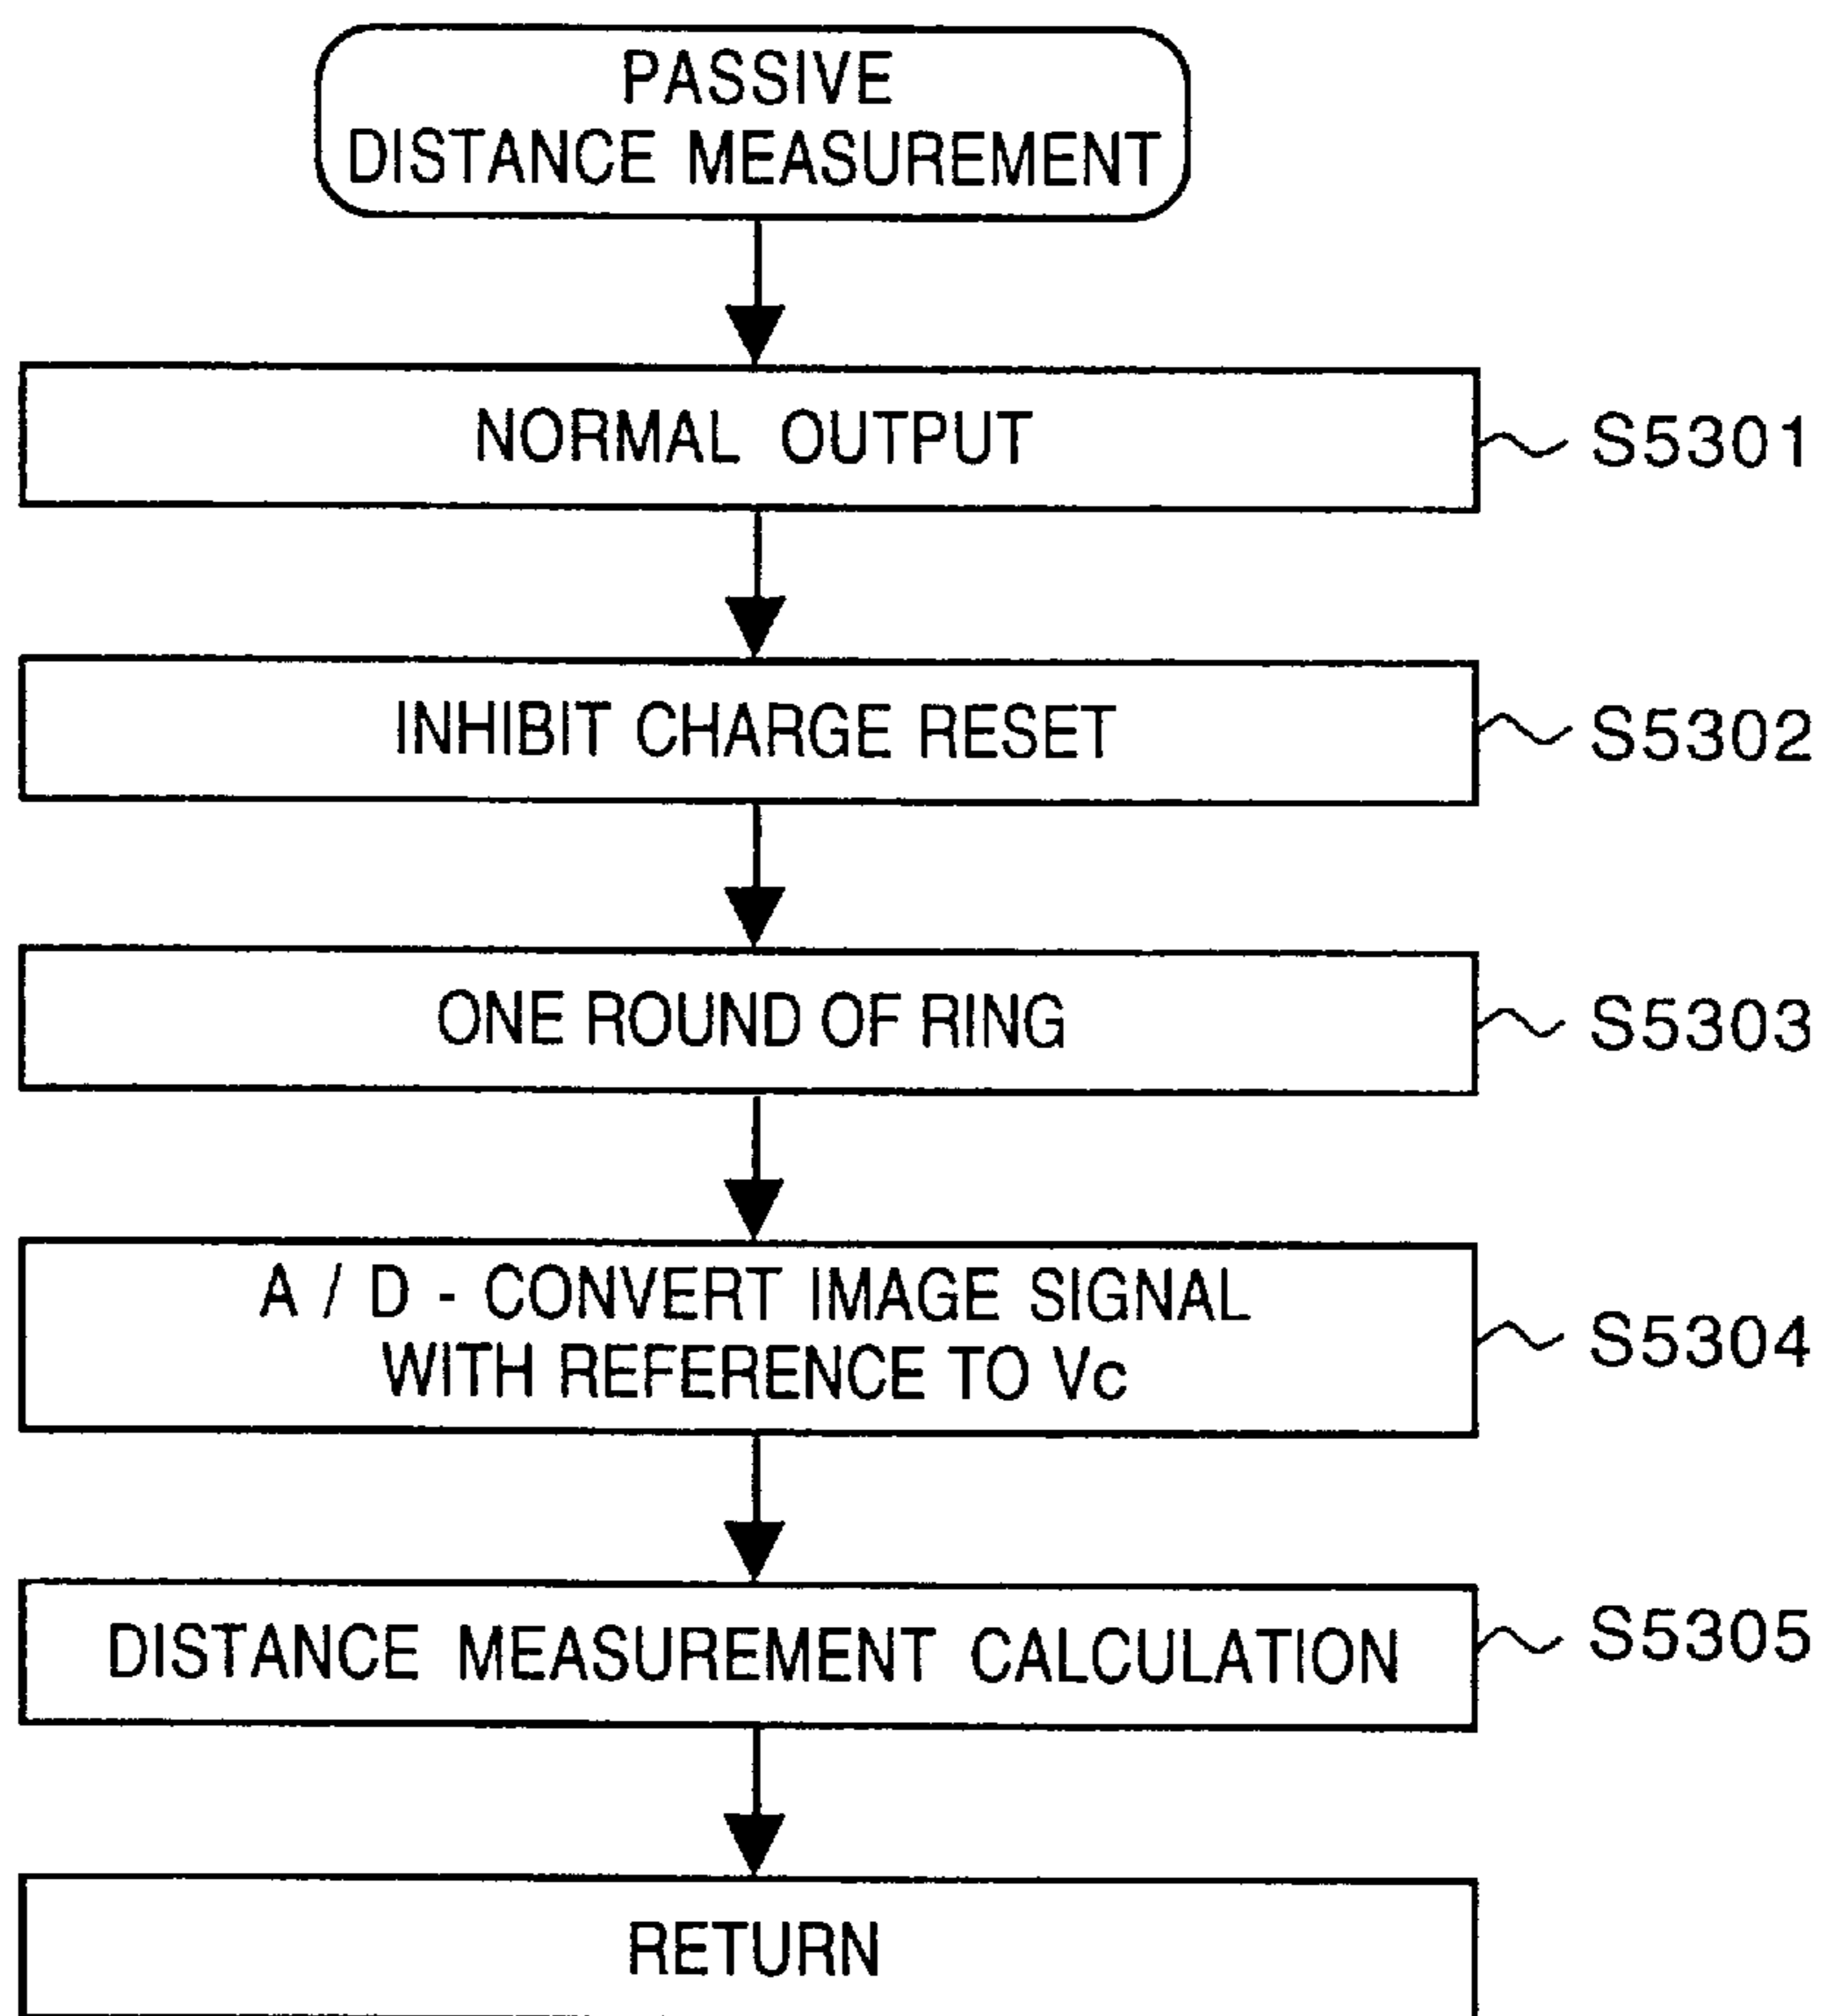 PASSIVE
DISTANCE MEASUREMENT
NORMAL OUTPUT
S5301
INHIBIT CHARGE RESET
S5302
ONE ROUND OF RING
S5303
A / D - CONVERT IMAGE SIGNAL
WITH REFERENCE TO Vc
S5304
DISTANCE MEASUREMENT CALCULATION
S5305
RETURN